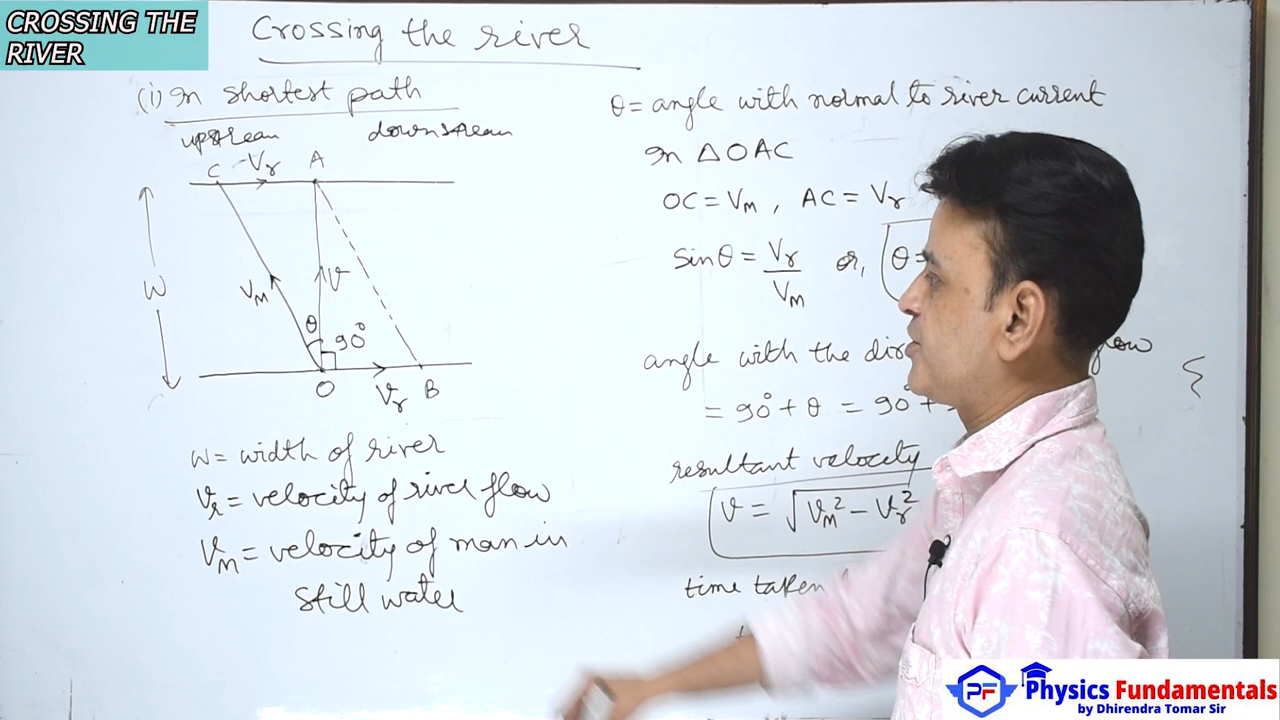 CROSSING THE
RIVER
Crossing the river
(i) In shortest path
upstream downstream
C Vr A
W
VM
V
θ
90°
O Vr B
W = width of river
Vr = velocity of river flow
VM = velocity of man in
still water
θ = angle with normal to river current
In △OAC
OC = VM , AC = Vr
sinθ = Vr / VM or, θ =
angle with the flow
= 90° + θ = 90° +
resultant velocity
V = √VM² − Vr²
time taken
PF Physics Fundamentals
by Dhirendra Tomar Sir